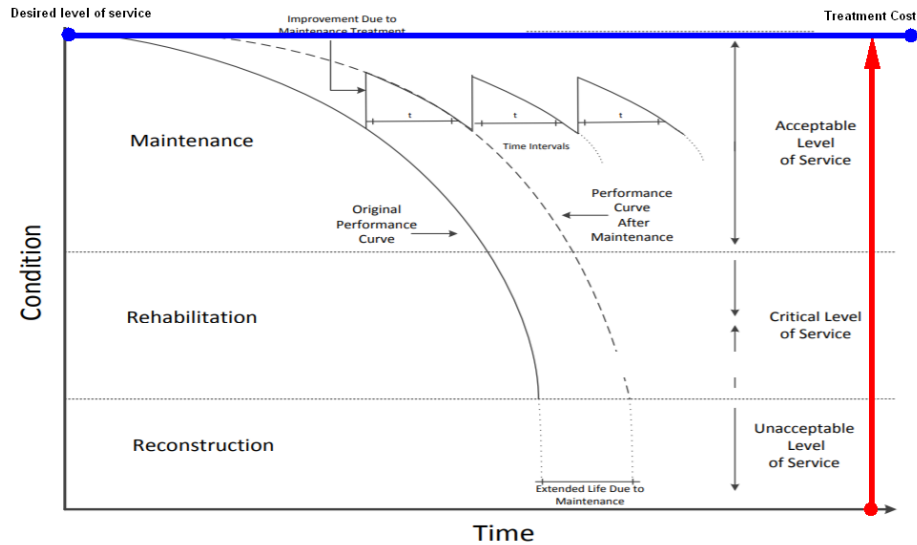 Desired level of service
Treatment Cost
Improvement Due to
Maintenance Treatment
t
t
t
Time Intervals
Maintenance
Acceptable
Level
of Service
Original
Performance
Curve
Performance
Curve
After
Maintenance
Condition
Rehabilitation
Critical Level
of Service
Reconstruction
Unacceptable
Level
of Service
Extended Life Due to
Maintenance
Time